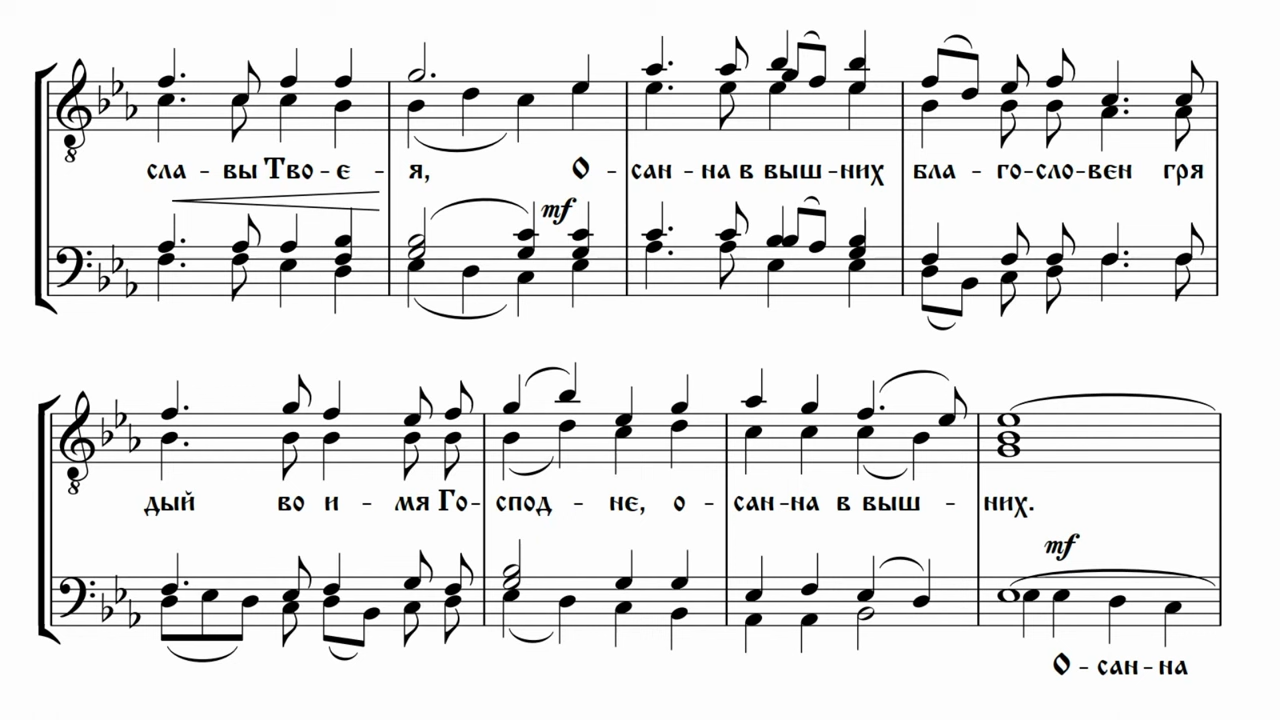 сла - вы Тво - е - я, О - сан - на в выш - них бла - го - сло - вен гря
mf
дый во и - мя Го - спод - не, о - сан - на в выш - них.
mf
О - сан - на